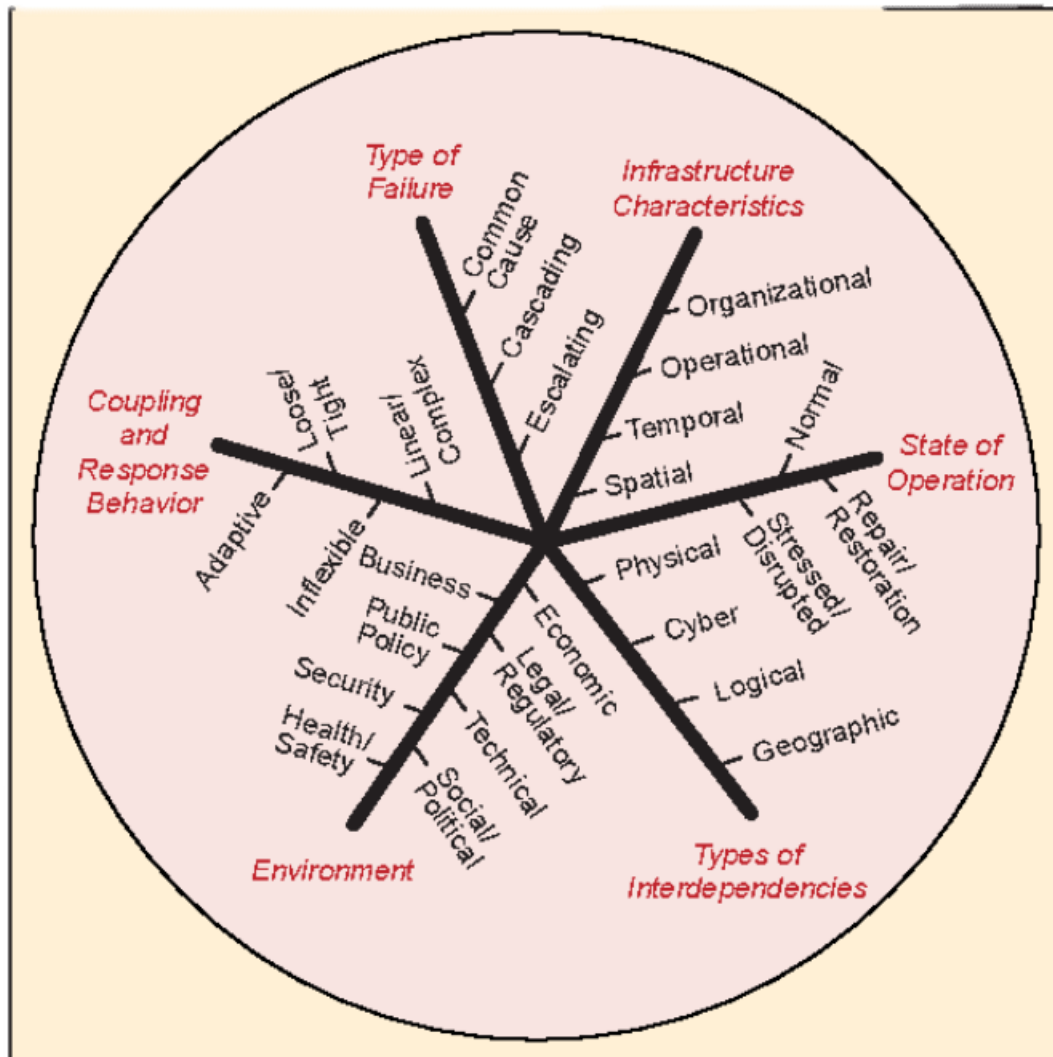 Type of
Failure
Common
Cause
Cascading
Escalating
Infrastructure
Characteristics
Organizational
Operational
Temporal
Spatial
State of
Operation
Normal
Stressed/
Disrupted
Repair/
Restoration
Types of
Interdependencies
Physical
Cyber
Logical
Geographic
Environment
Economic
Legal/
Regulatory
Technical
Social/
Political
Business
Public
Policy
Security
Health/
Safety
Coupling
and
Response
Behavior
Loose/
Tight
Linear/
Complex
Adaptive
Inflexible